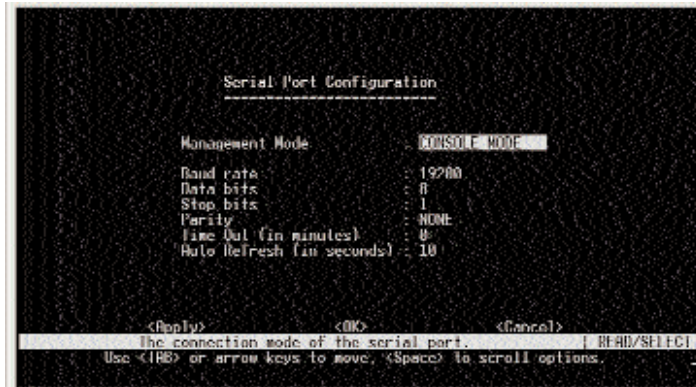 Serial Port Configuration
Management Mode : CONSOLE MODE
Baud rate : 19200
Data bits : 8
Stop bits : 1
Parity : NONE
Time Out (in minutes) : 0
Auto Refresh (in seconds) : 10
<Apply> <OK> <Cancel>
The connection mode of the serial port. | READ/SELECT
Use <TAB> or arrow keys to move, <Space> to scroll options.